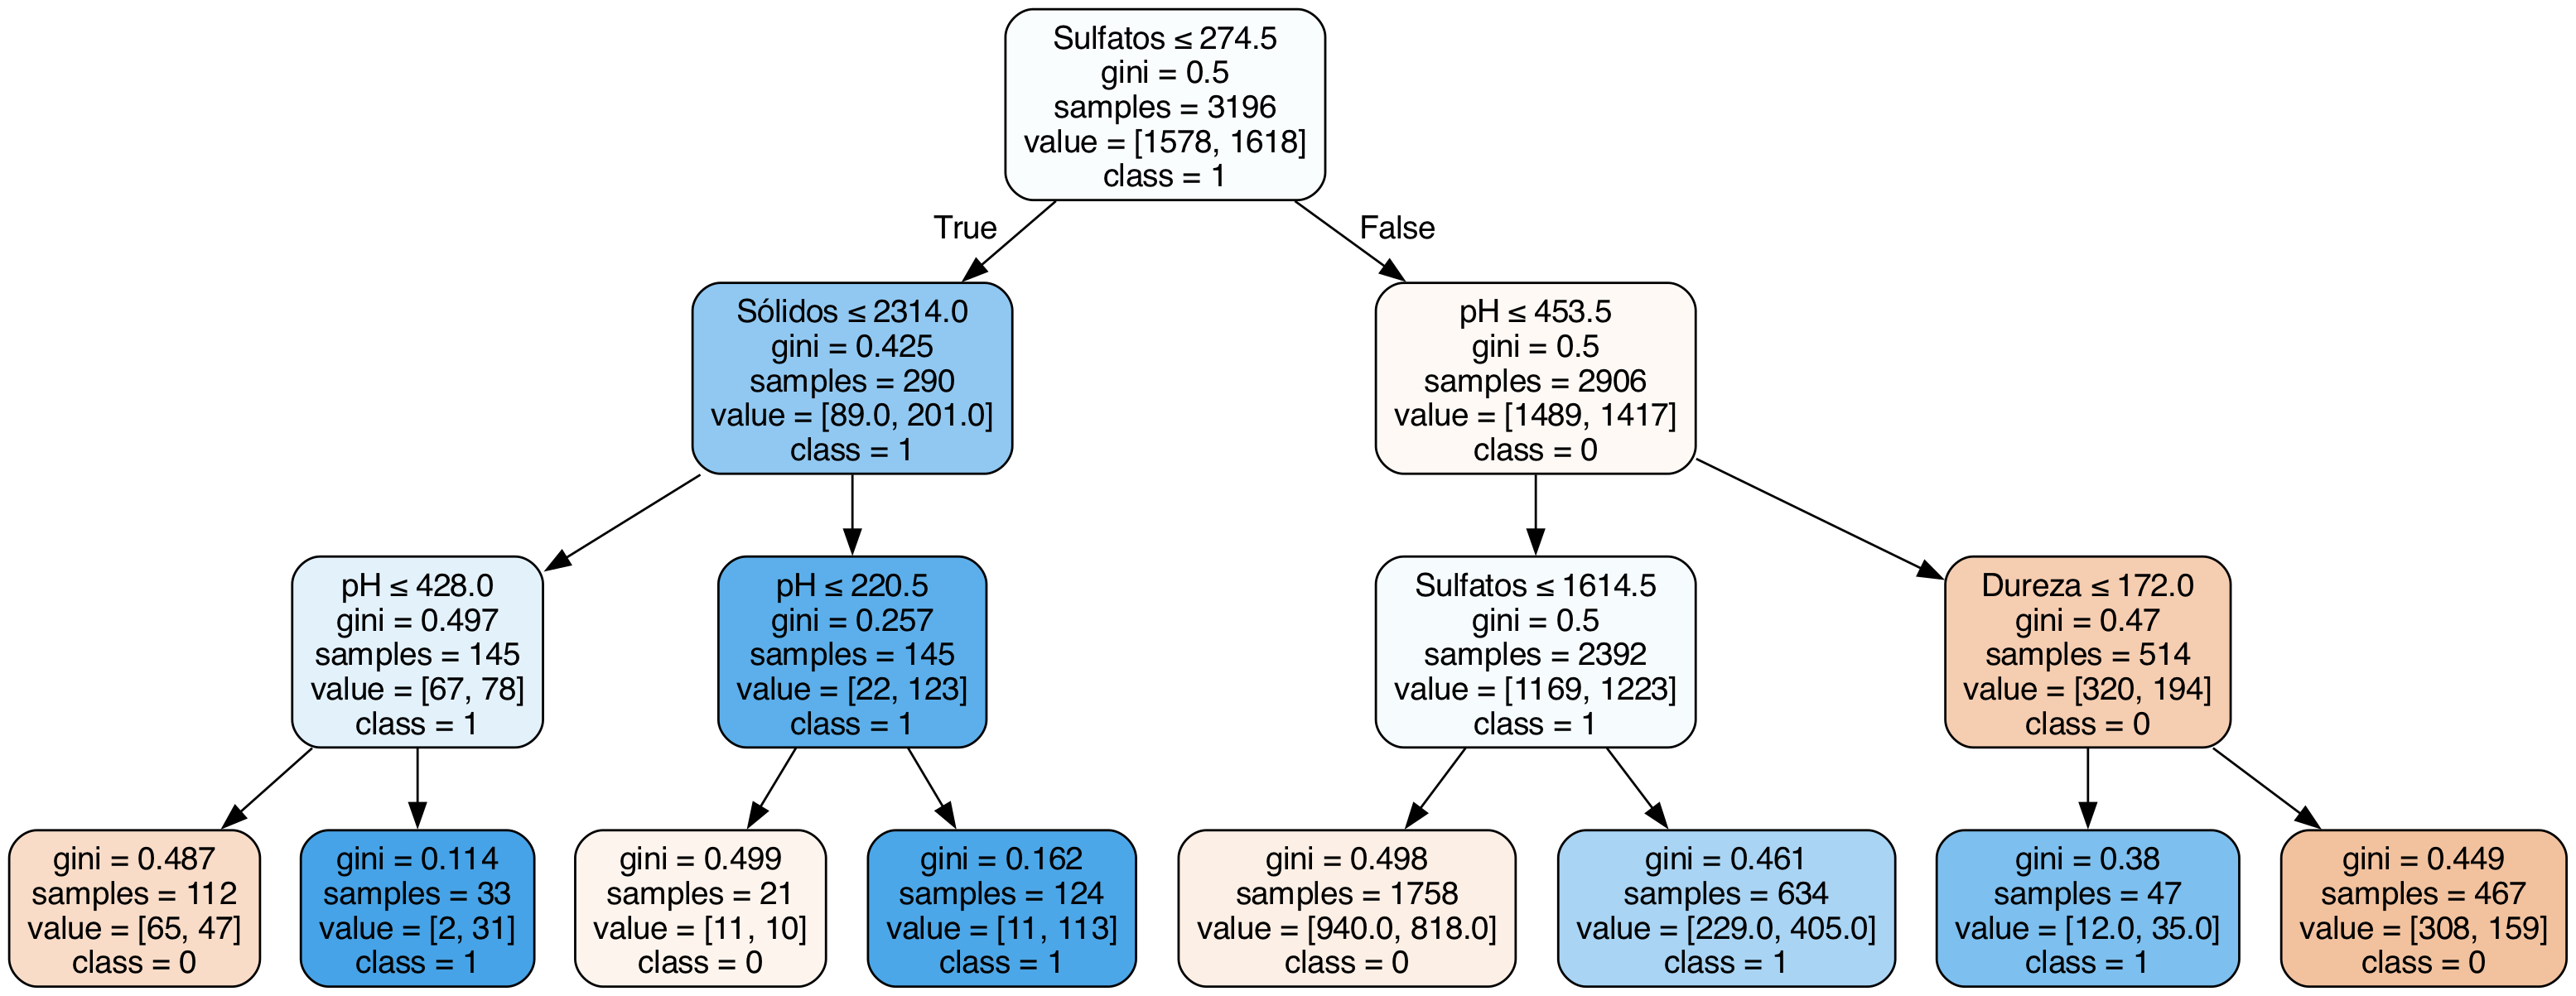 Sulfatos ≤ 274.5
gini = 0.5
samples = 3196
value = [1578, 1618]
class = 1
True
False
Sólidos ≤ 2314.0
gini = 0.425
samples = 290
value = [89.0, 201.0]
class = 1
pH ≤ 453.5
gini = 0.5
samples = 2906
value = [1489, 1417]
class = 0
pH ≤ 428.0
gini = 0.497
samples = 145
value = [67, 78]
class = 1
pH ≤ 220.5
gini = 0.257
samples = 145
value = [22, 123]
class = 1
Sulfatos ≤ 1614.5
gini = 0.5
samples = 2392
value = [1169, 1223]
class = 1
Dureza ≤ 172.0
gini = 0.47
samples = 514
value = [320, 194]
class = 0
gini = 0.487
samples = 112
value = [65, 47]
class = 0
gini = 0.114
samples = 33
value = [2, 31]
class = 1
gini = 0.499
samples = 21
value = [11, 10]
class = 0
gini = 0.162
samples = 124
value = [11, 113]
class = 1
gini = 0.498
samples = 1758
value = [940.0, 818.0]
class = 0
gini = 0.461
samples = 634
value = [229.0, 405.0]
class = 1
gini = 0.38
samples = 47
value = [12.0, 35.0]
class = 1
gini = 0.449
samples = 467
value = [308, 159]
class = 0